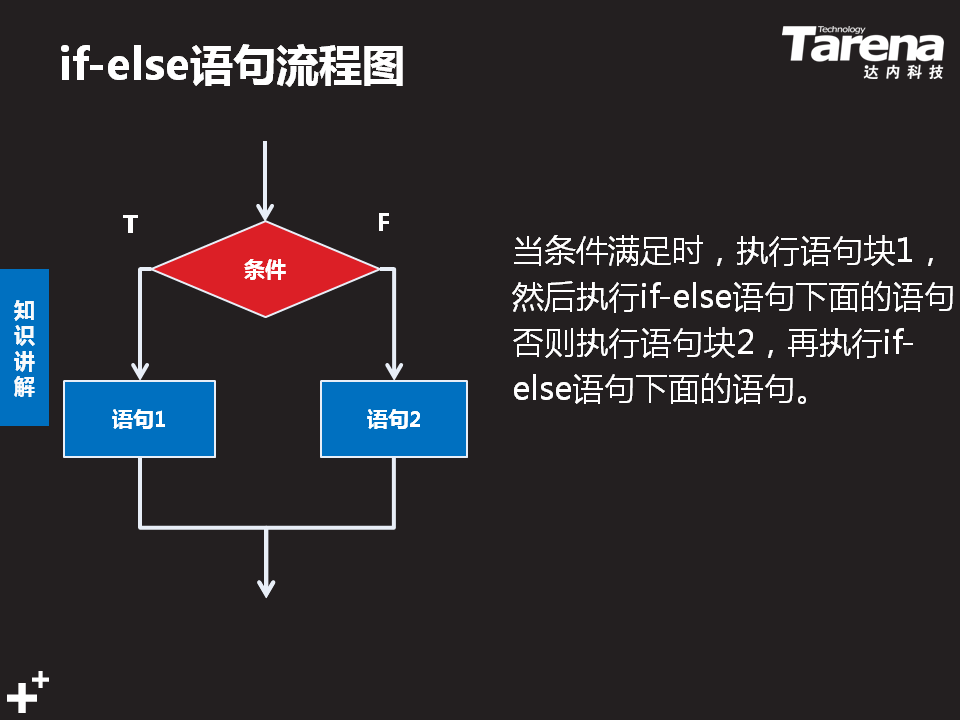 if-else语句流程图
Technology
Tarena
达内科技
T
F
条件
当条件满足时，执行语句块1，
然后执行if-else语句下面的语句
否则执行语句块2，再执行if-
else语句下面的语句。
知
识
讲
解
语句1
语句2